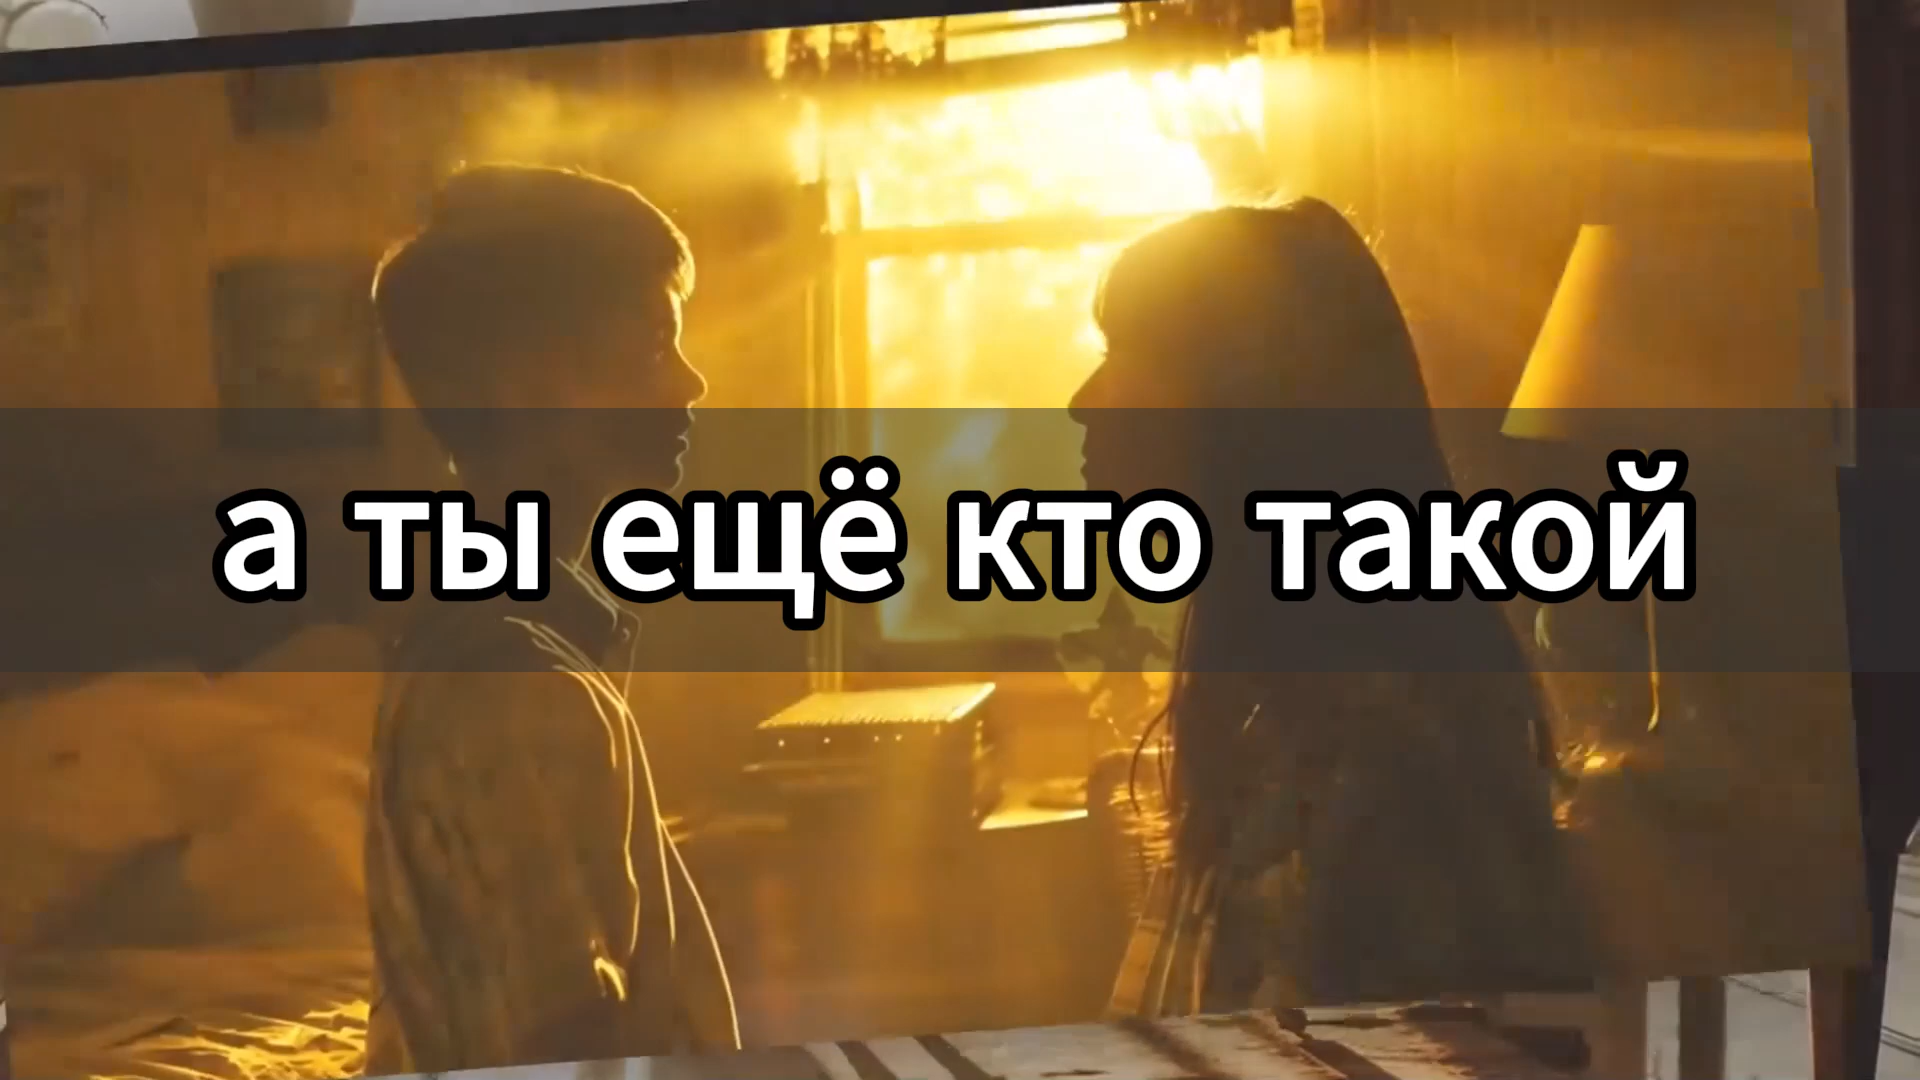 а ты ещё кто такой